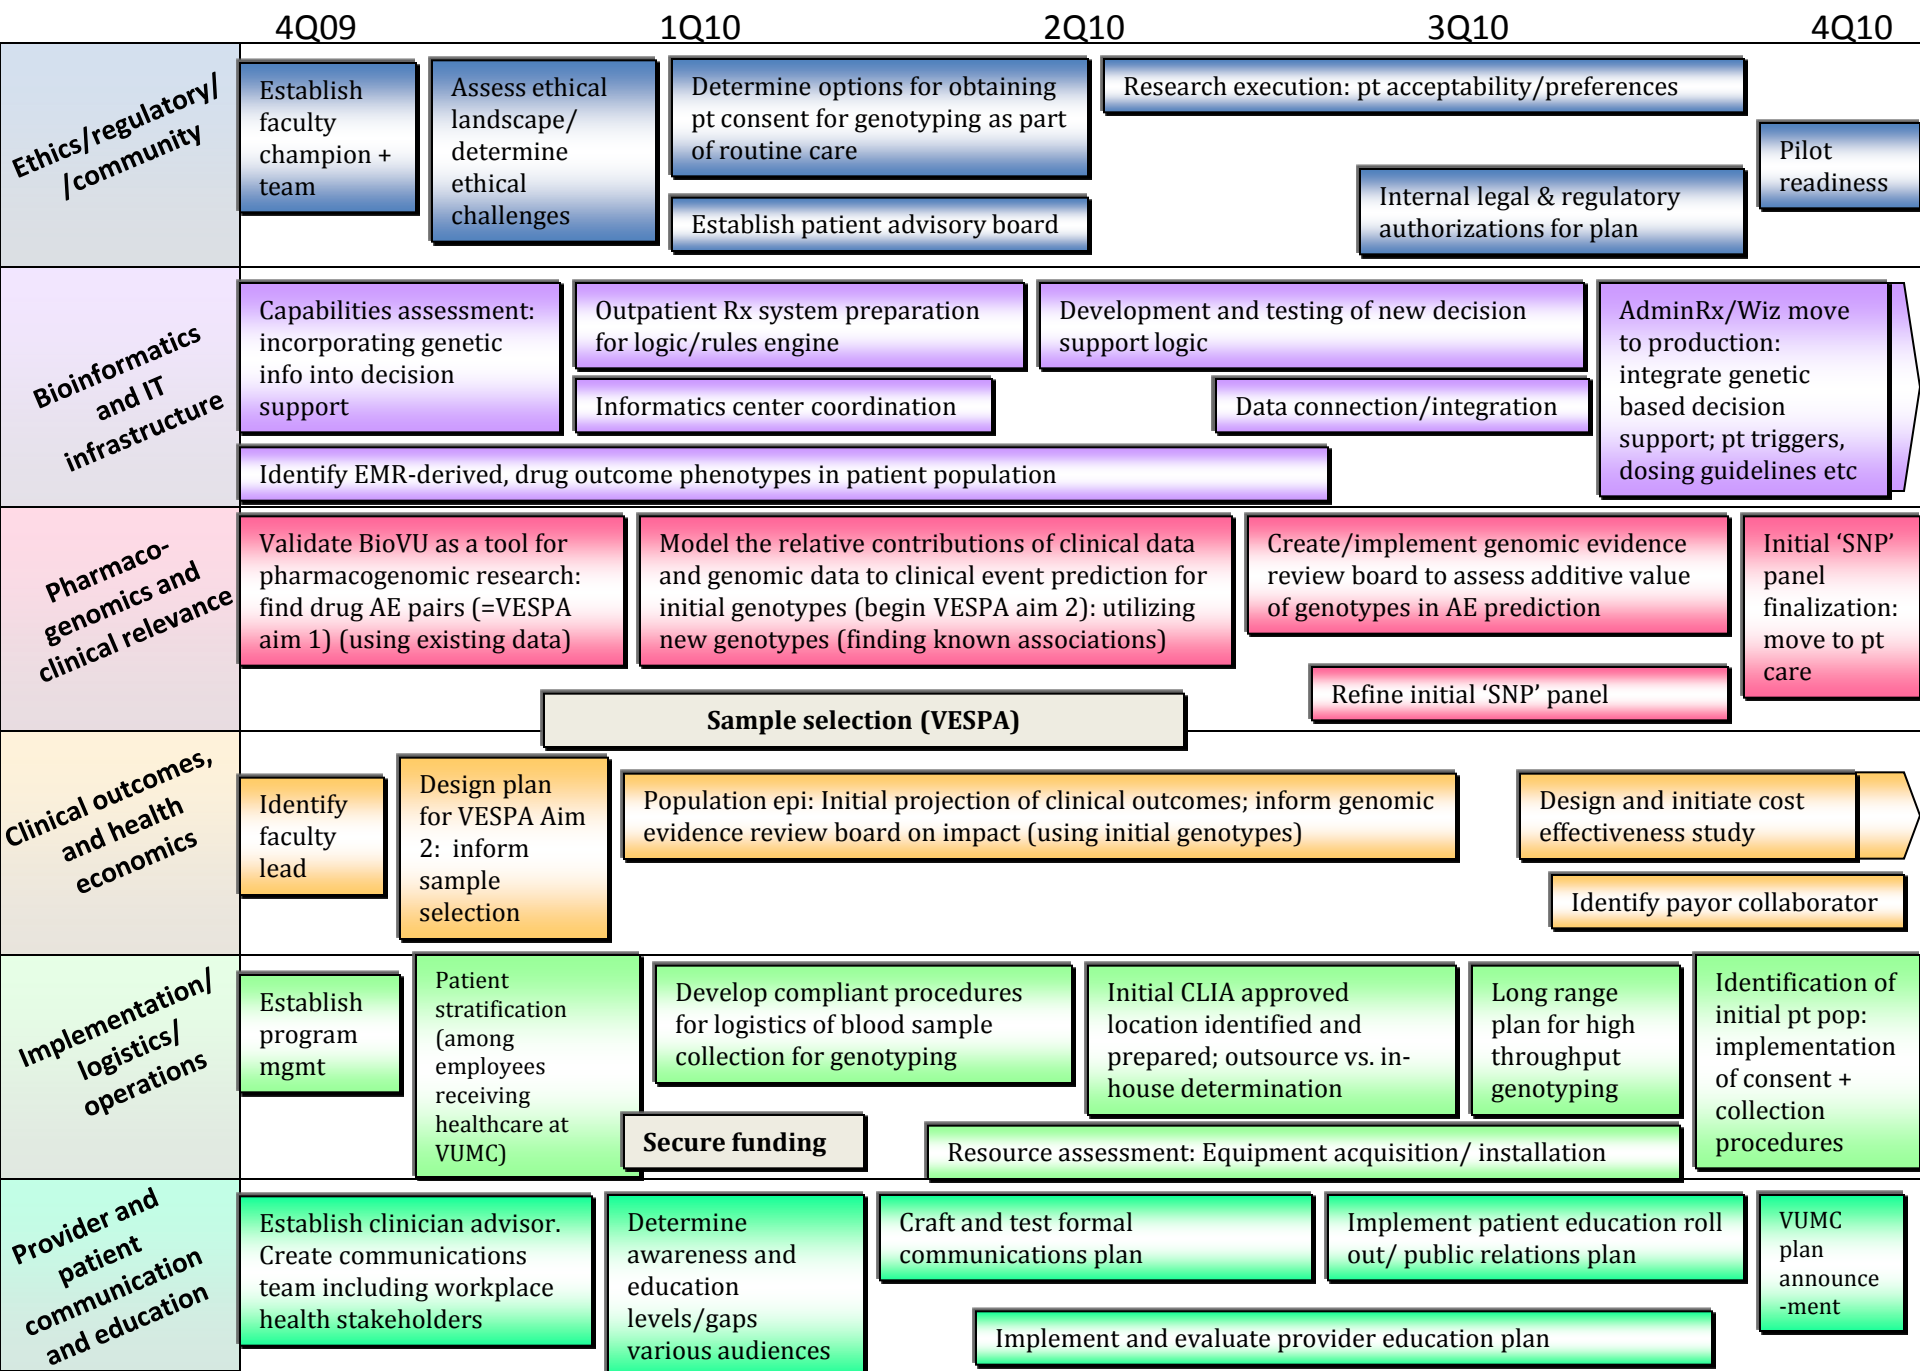 4Q09 1Q10 2Q10 3Q10 4Q10
Ethics/regulatory/
/community
Establish
faculty
champion +
team
Assess ethical
landscape/
determine
ethical
challenges
Determine options for obtaining
pt consent for genotyping as part
of routine care
Establish patient advisory board
Research execution: pt acceptability/preferences
Internal legal & regulatory
authorizations for plan
Pilot
readiness
Bioinformatics
and IT
infrastructure
Capabilities assessment:
incorporating genetic
info into decision
support
Outpatient Rx system preparation
for logic/rules engine
Informatics center coordination
Development and testing of new decision
support logic
Data connection/integration
AdminRx/Wiz move
to production:
integrate genetic
based decision
support; pt triggers,
dosing guidelines etc
Identify EMR-derived, drug outcome phenotypes in patient population
Pharmaco-
genomics and
clinical relevance
Validate BioVU as a tool for
pharmacogenomic research:
find drug AE pairs (=VESPA
aim 1) (using existing data)
Model the relative contributions of clinical data
and genomic data to clinical event prediction for
initial genotypes (begin VESPA aim 2): utilizing
new genotypes (finding known associations)
Create/implement genomic evidence
review board to assess additive value
of genotypes in AE prediction
Refine initial ‘SNP’ panel
Initial ‘SNP’
panel
finalization:
move to pt
care
Sample selection (VESPA)
Clinical outcomes,
and health
economics
Identify
faculty
lead
Design plan
for VESPA Aim
2: inform
sample
selection
Population epi: Initial projection of clinical outcomes; inform genomic
evidence review board on impact (using initial genotypes)
Design and initiate cost
effectiveness study
Identify payor collaborator
Implementation/
logistics/
operations
Establish
program
mgmt
Patient
stratification
(among
employees
receiving
healthcare at
VUMC)
Develop compliant procedures
for logistics of blood sample
collection for genotyping
Secure funding
Initial CLIA approved
location identified and
prepared; outsource vs. in-
house determination
Long range
plan for high
throughput
genotyping
Resource assessment: Equipment acquisition/ installation
Identification of
initial pt pop:
implementation
of consent +
collection
procedures
Provider and
patient
communication
and education
Establish clinician advisor.
Create communications
team including workplace
health stakeholders
Determine
awareness and
education
levels/gaps
various audiences
Craft and test formal
communications plan
Implement patient education roll
out/ public relations plan
Implement and evaluate provider education plan
VUMC
plan
announce
-ment